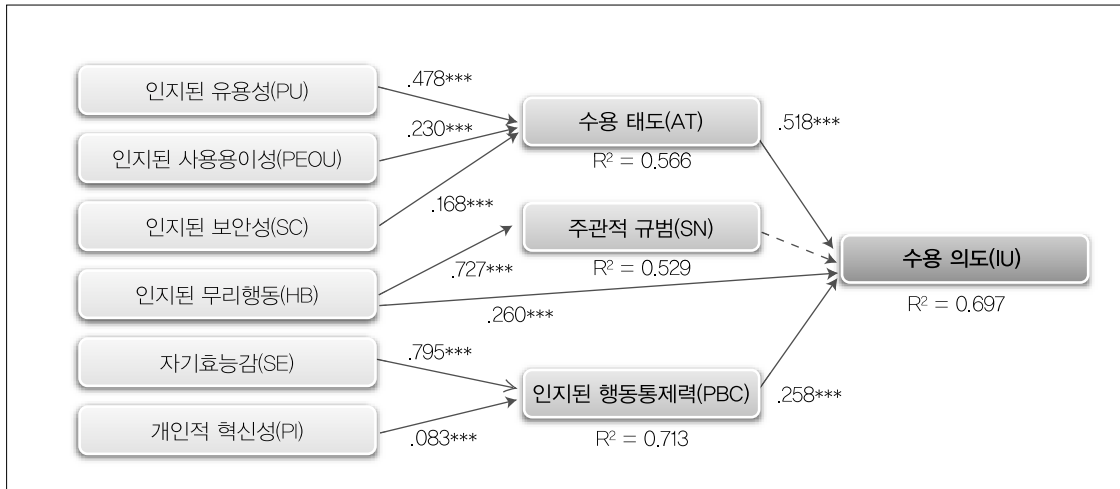 인지된 유용성(PU)
.478***
인지된 사용용이성(PEOU)
.230***
인지된 보안성(SC)
.168***
인지된 무리행동(HB)
.727***
.260***
자기효능감(SE)
.795***
개인적 혁신성(PI)
.083***
수용 태도(AT)
R² = 0.566
.518***
주관적 규범(SN)
R² = 0.529
인지된 행동통제력(PBC)
R² = 0.713
.258***
수용 의도(IU)
R² = 0.697